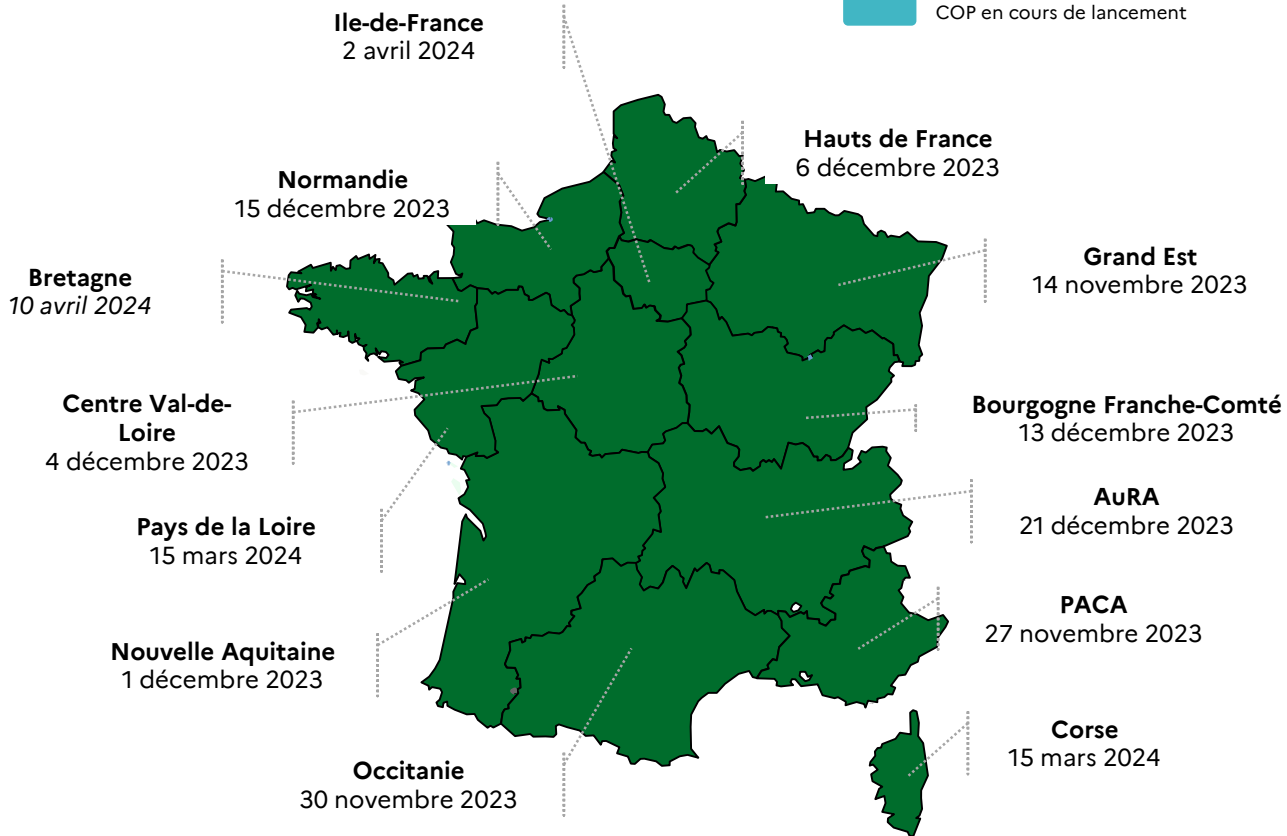 COP en cours de lancement
Ile-de-France
2 avril 2024
Hauts de France
6 décembre 2023
Normandie
15 décembre 2023
Grand Est
14 novembre 2023
Bretagne
10 avril 2024
Centre Val-de-
Loire
4 décembre 2023
Bourgogne Franche-Comté
13 décembre 2023
AuRA
21 décembre 2023
Pays de la Loire
15 mars 2024
PACA
27 novembre 2023
Nouvelle Aquitaine
1 décembre 2023
Corse
15 mars 2024
Occitanie
30 novembre 2023